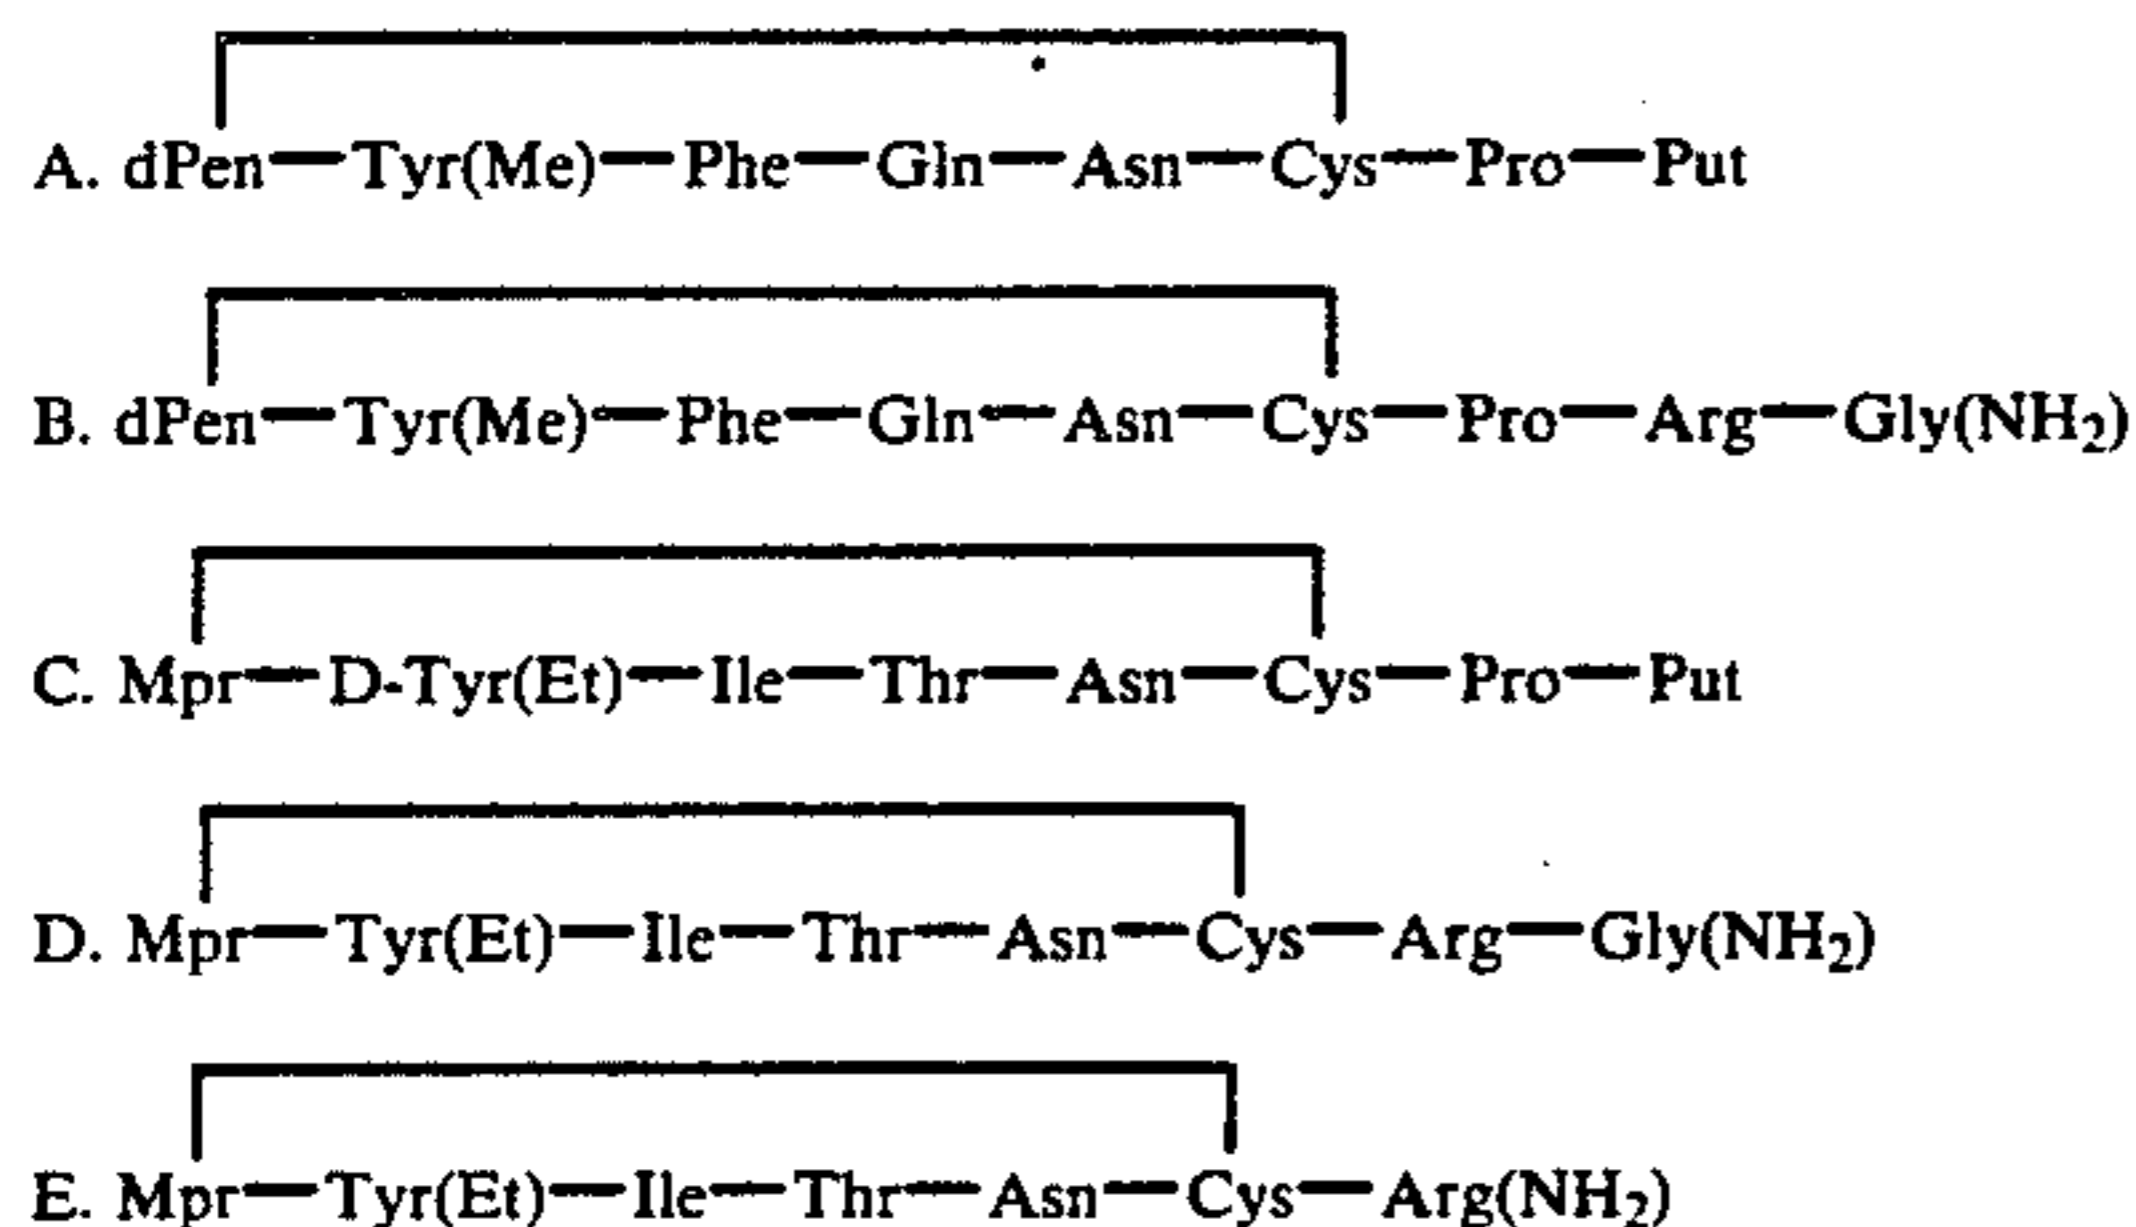 A. dPen—Tyr(Me)—Phe—Gln—Asn—Cys—Pro—Put
B. dPen—Tyr(Me)—Phe—Gln—Asn—Cys—Pro—Arg—Gly(NH₂)
C. Mpr—D-Tyr(Et)—Ile—Thr—Asn—Cys—Pro—Put
D. Mpr—Tyr(Et)—Ile—Thr—Asn—Cys—Arg—Gly(NH₂)
E. Mpr—Tyr(Et)—Ile—Thr—Asn—Cys—Arg(NH₂)